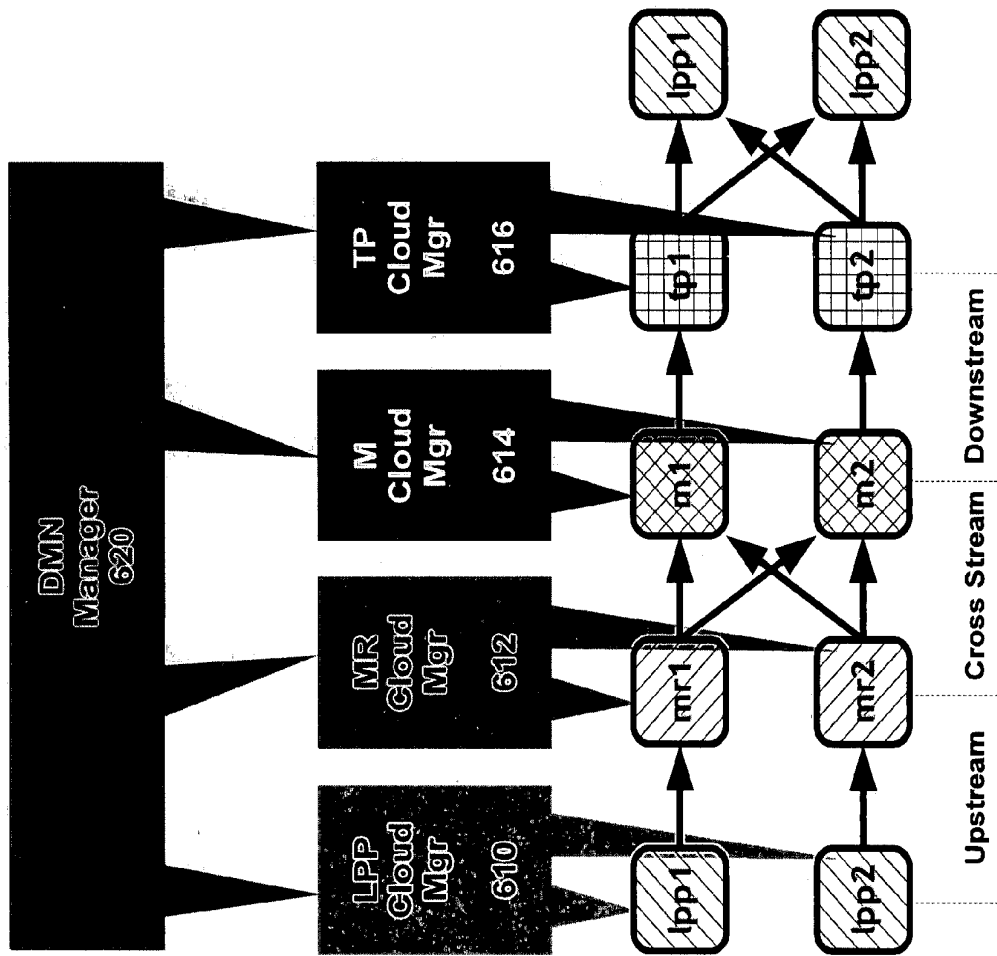 DMN
Manager
620
LPP
Cloud
Mgr
610
MR
Cloud
Mgr
612
M
Cloud
Mgr
614
TP
Cloud
Mgr
616
lpp1
mr1
m1
tp1
lpp1
lpp2
mr2
m2
tp2
lpp2
Upstream
Cross Stream
Downstream